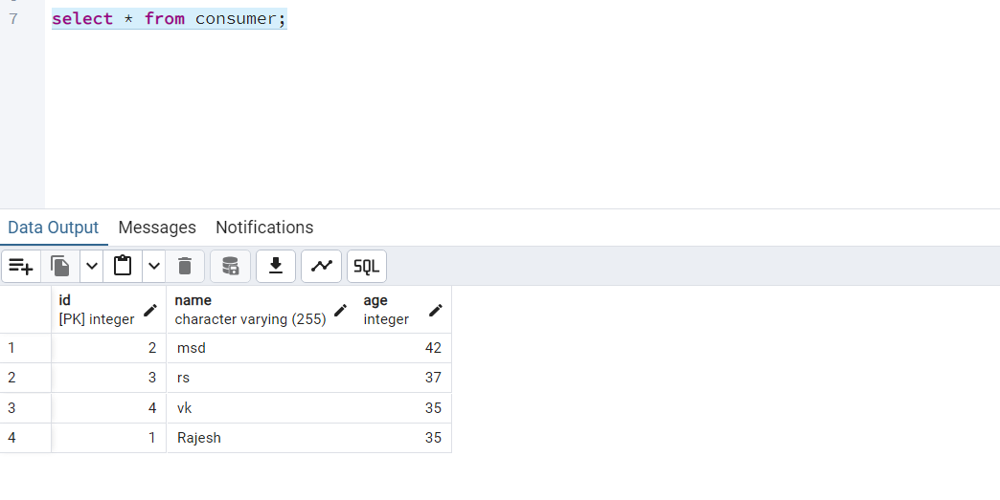 7 select * from consumer;
Data Output Messages Notifications
SQL
id name age
[PK] integer character varying (255) integer
1 2 msd 42
2 3 rs 37
3 4 vk 35
4 1 Rajesh 35